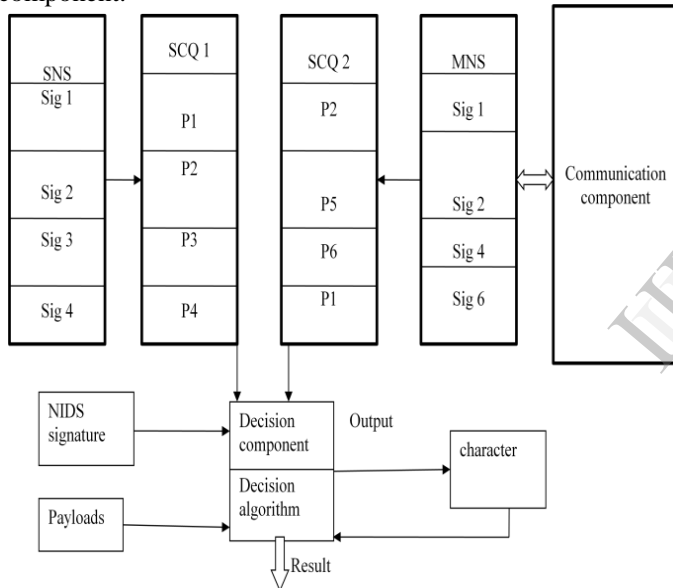 component.
SNS
Sig 1
Sig 2
Sig 3
Sig 4
SCQ 1
P1
P2
P3
P4
SCQ 2
P2
P5
P6
P1
MNS
Sig 1
Sig 2
Sig 4
Sig 6
Communication
component
NIDS
signature
Payloads
Decision
component
Decision
algorithm
Output
character
Result